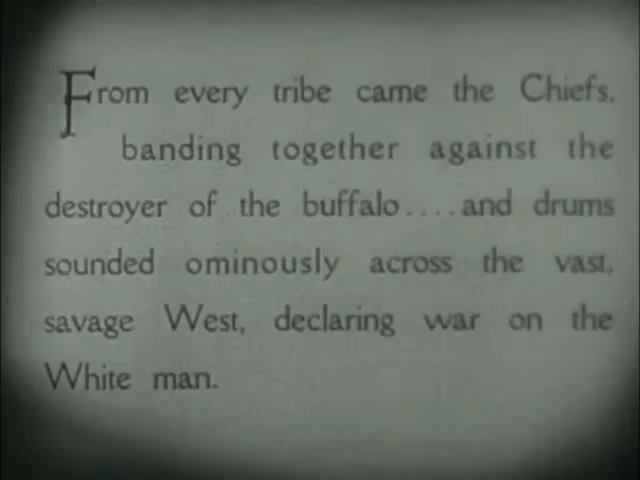 From every tribe came the Chiefs,
banding together against the
destroyer of the buffalo....and drums
sounded ominously across the vast,
savage West, declaring war on the
White man.